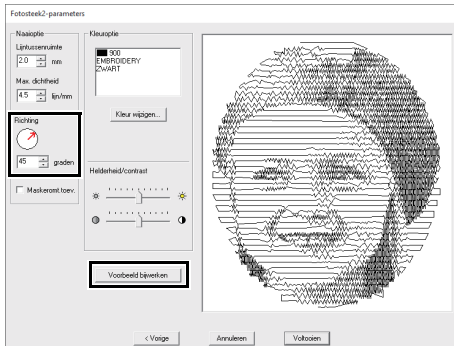 Fotosteek2-parameters
Naaioptie
Lijntussenruimte
2.0 mm
Max. dichtheid
4.5 lijn/mm
Richting
45 graden
Maskeromt toev.
Kleuroptie
900
EMBROIDERY
ZWART
Kleur wijzigen...
Helderheid/contrast
Voorbeeld bijwerken
< Vorige
Annuleren
Voltooien